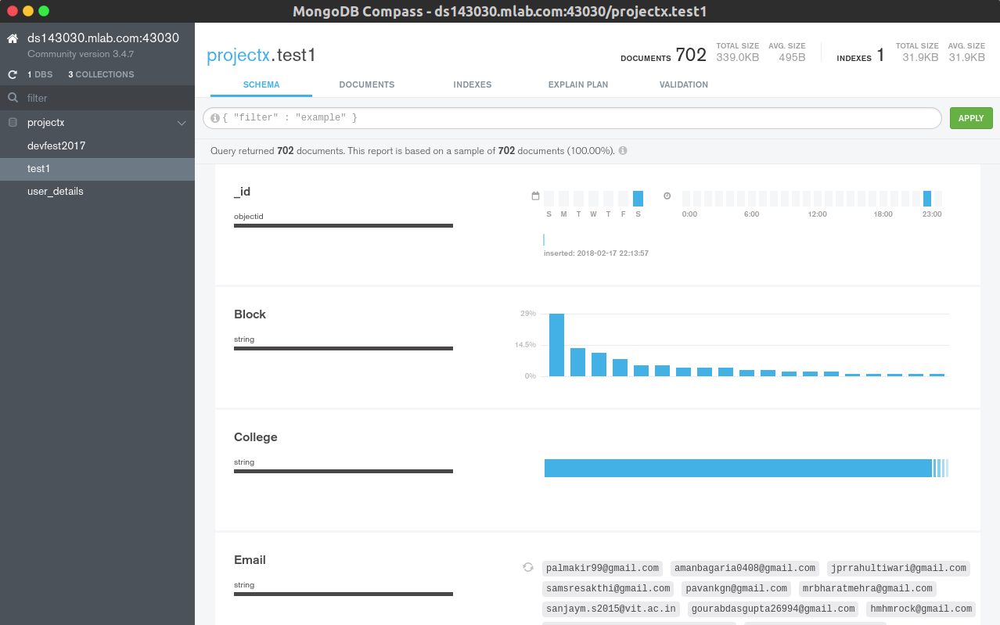 MongoDB Compass - ds143030.mlab.com:43030/projectx.test1
ds143030.mlab.com:43030
Community version 3.4.7
1 DBS 3 COLLECTIONS
filter
projectx
devfest2017
test1
user_details
projectx.test1
DOCUMENTS 702 TOTAL SIZE 339.0KB AVG. SIZE 495B INDEXES 1 TOTAL SIZE 31.9KB AVG. SIZE 31.9KB
SCHEMA DOCUMENTS INDEXES EXPLAIN PLAN VALIDATION
{ "filter" : "example" } APPLY
Query returned 702 documents. This report is based on a sample of 702 documents (100.00%).
_id
objectid
S M T W T F S
0:00 6:00 12:00 18:00 23:00
inserted: 2018-02-17 22:13:57
Block
string
29%
14.5%
0%
College
string
Email
string
palmakir99@gmail.com amanbagaria0408@gmail.com jprrahultiwari@gmail.com
samsresakthi@gmail.com pavankgn@gmail.com mrbharatmehra@gmail.com
sanjaym.s2015@vit.ac.in gourabdasgupta26994@gmail.com hmhmrock@gmail.com